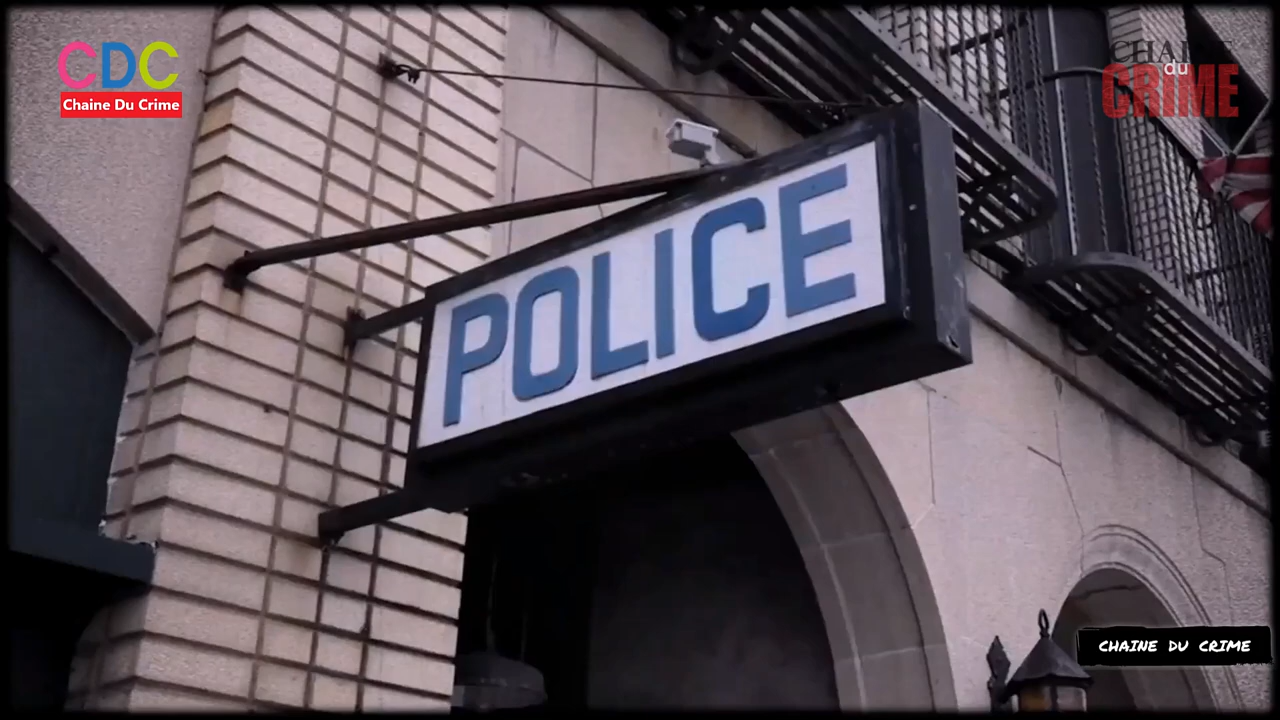 CDC
Chaine Du Crime
CHAINE
du
CRIME
POLICE
CHAINE DU CRIME